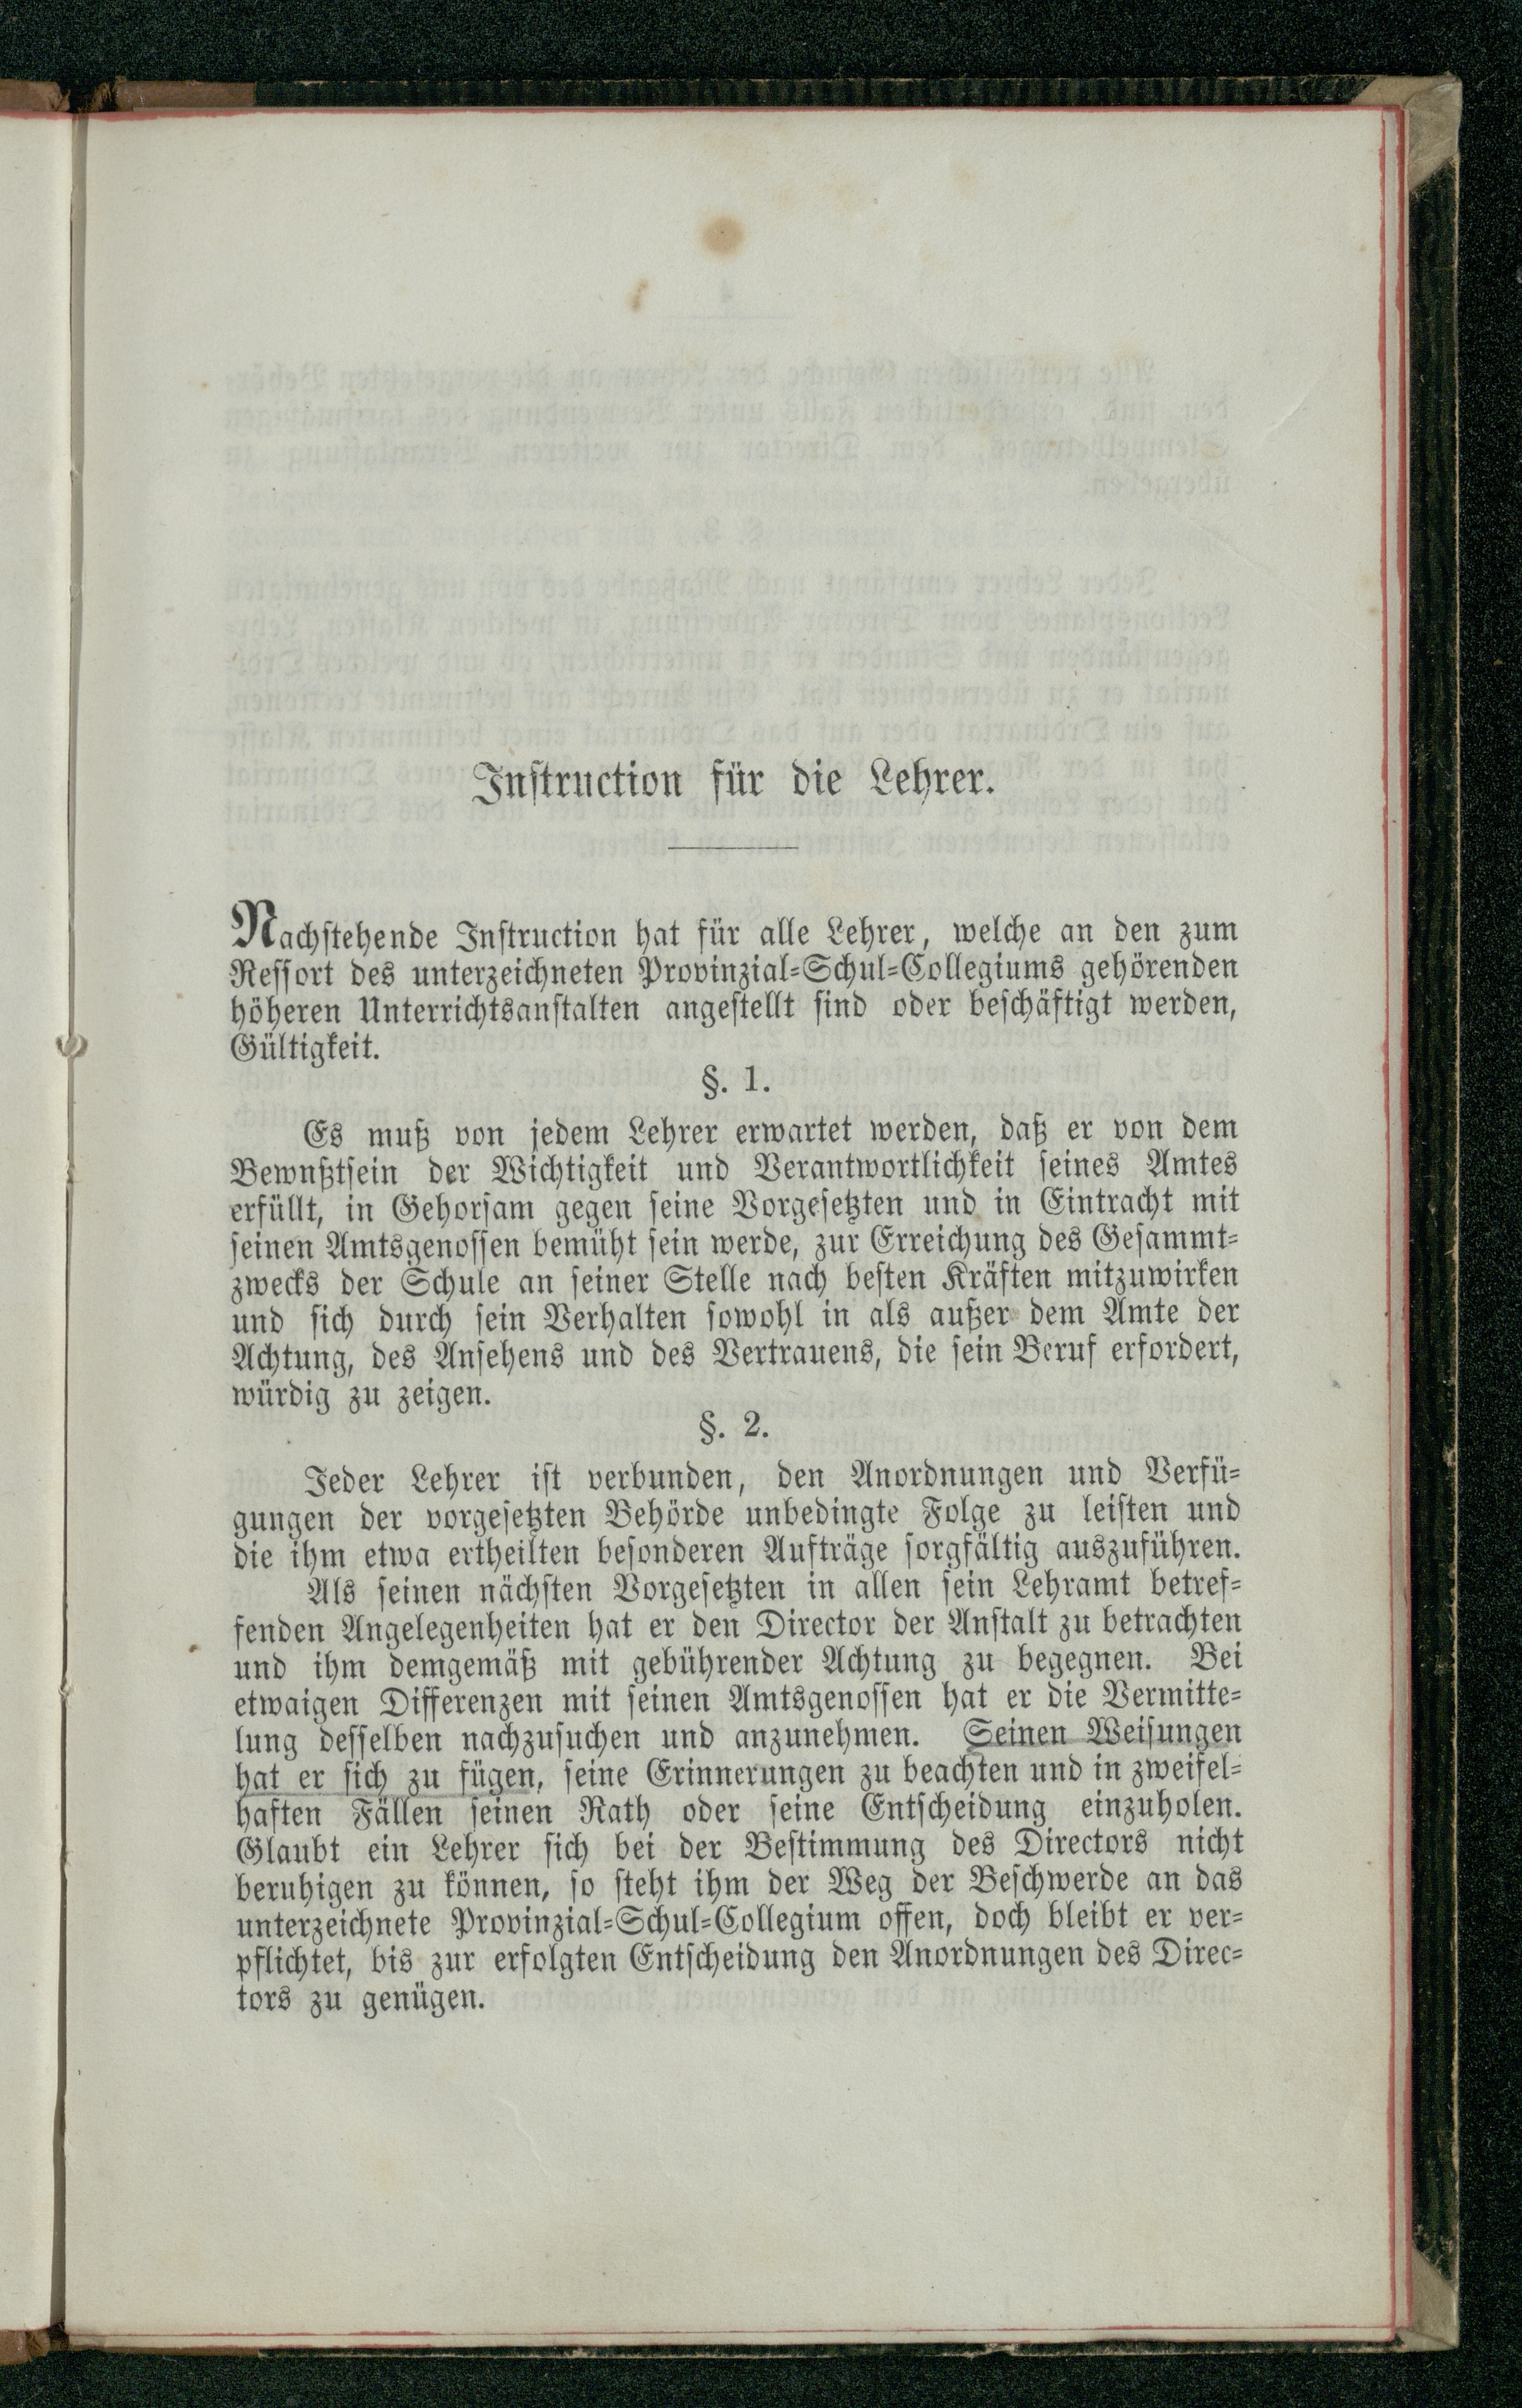 Instruction für die Lehrer.
Nachstehende Instruction hat für alle Lehrer, welche an den zum
Ressort des unterzeichneten Provinzial-Schul-Collegiums gehörenden
höheren Unterrichtsanstalten angestellt sind oder beschäftigt werden,
Gültigkeit.
§. 1.
Es muß von jedem Lehrer erwartet werden, daß er von dem
Bewnßtsein der Wichtigkeit und Verantwortlichkeit seines Amtes
erfüllt, in Gehorsam gegen seine Vorgesetzten und in Eintracht mit
seinen Amtsgenossen bemüht sein werde, zur Erreichung des Gesammt-
zwecks der Schule an seiner Stelle nach besten Kräften mitzuwirken
und sich durch sein Verhalten sowohl in als außer dem Amte der
Achtung, des Ansehens und des Vertrauens, die sein Beruf erfordert,
würdig zu zeigen.
§. 2.
Jeder Lehrer ist verbunden, den Anordnungen und Verfü-
gungen der vorgesetzten Behörde unbedingte Folge zu leisten und
die ihm etwa ertheilten besonderen Aufträge sorgfältig auszuführen.
Als seinen nächsten Vorgesetzten in allen sein Lehramt betref-
fenden Angelegenheiten hat er den Director der Anstalt zu betrachten
und ihm demgemäß mit gebührender Achtung zu begegnen. Bei
etwaigen Differenzen mit seinen Amtsgenossen hat er die Vermitte-
lung desselben nachzusuchen und anzunehmen. Seinen Weisungen
hat er sich zu fügen, seine Erinnerungen zu beachten und in zweifel-
haften Fällen seinen Rath oder seine Entscheidung einzuholen.
Glaubt ein Lehrer sich bei der Bestimmung des Directors nicht
beruhigen zu können, so steht ihm der Weg der Beschwerde an das
unterzeichnete Provinzial-Schul-Collegium offen, doch bleibt er ver-
pflichtet, bis zur erfolgten Entscheidung den Anordnungen des Direc-
tors zu genügen.